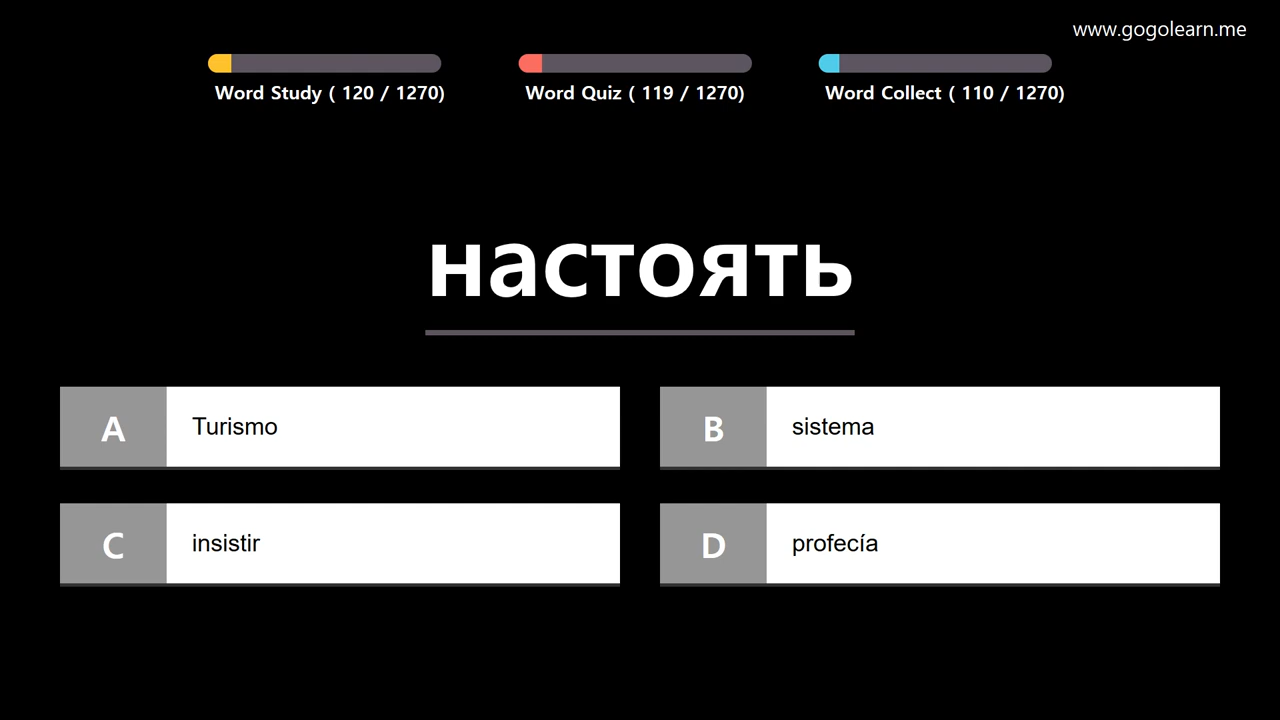 www.gogolearn.me
Word Study ( 120 / 1270)
Word Quiz ( 119 / 1270)
Word Collect ( 110 / 1270)
настоять
A Turismo
B sistema
C insistir
D profecía